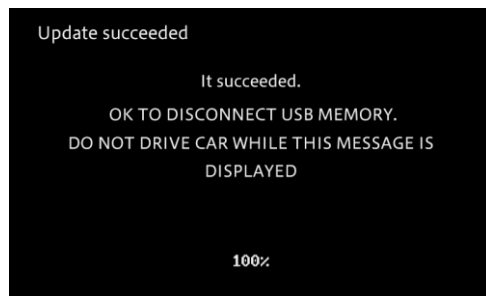 Update succeeded
It succeeded.
OK TO DISCONNECT USB MEMORY.
DO NOT DRIVE CAR WHILE THIS MESSAGE IS
DISPLAYED
100%